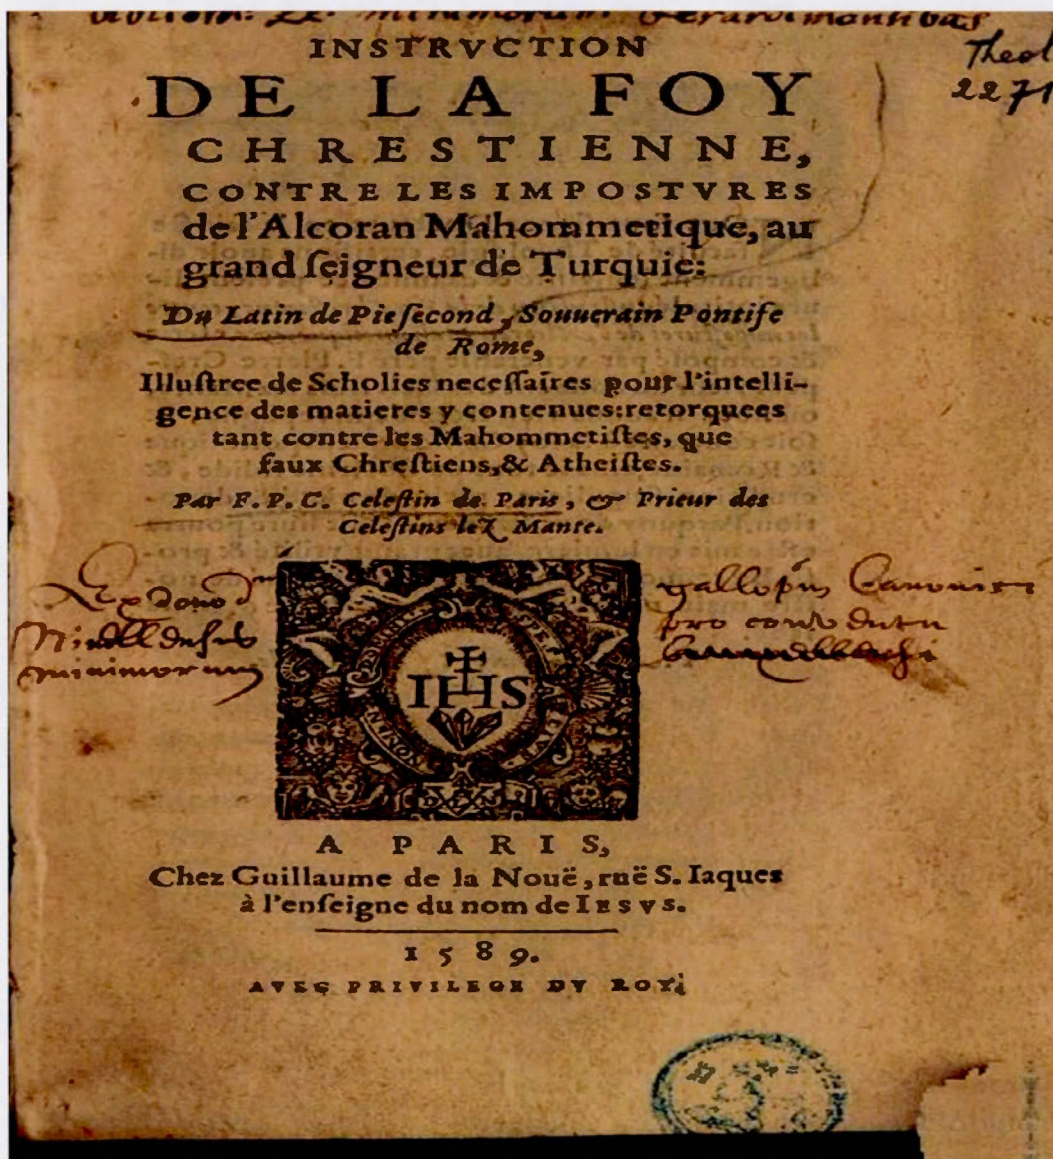 Theol
2271
INSTRVCTION
DE LA FOY
CHRESTIENNE,
CONTRE LES IMPOSTVRES
de l'Alcoran Mahommetique, au
grand ſeigneur de Turquie:
Du Latin de Pie ſecond, Souuerain Pontife
de Rome,
Illuſtree de Scholies neceſſaires pour l'intelli-
gence des matieres y contenues: retorquees
tant contre les Mahommetiſtes, que
faux Chreſtiens, & Atheiſtes.
Par F. P. C. Celeſtin de Paris, & Prieur des
Celeſtins lez Mante.
Ex dono
minimorum
IHS
A PARIS,
Chez Guillaume de la Nouë, ruë S. Iaques
à l'enſeigne du nom de IESVS.
1589.
AVEC PRIVILEGE DV ROY.